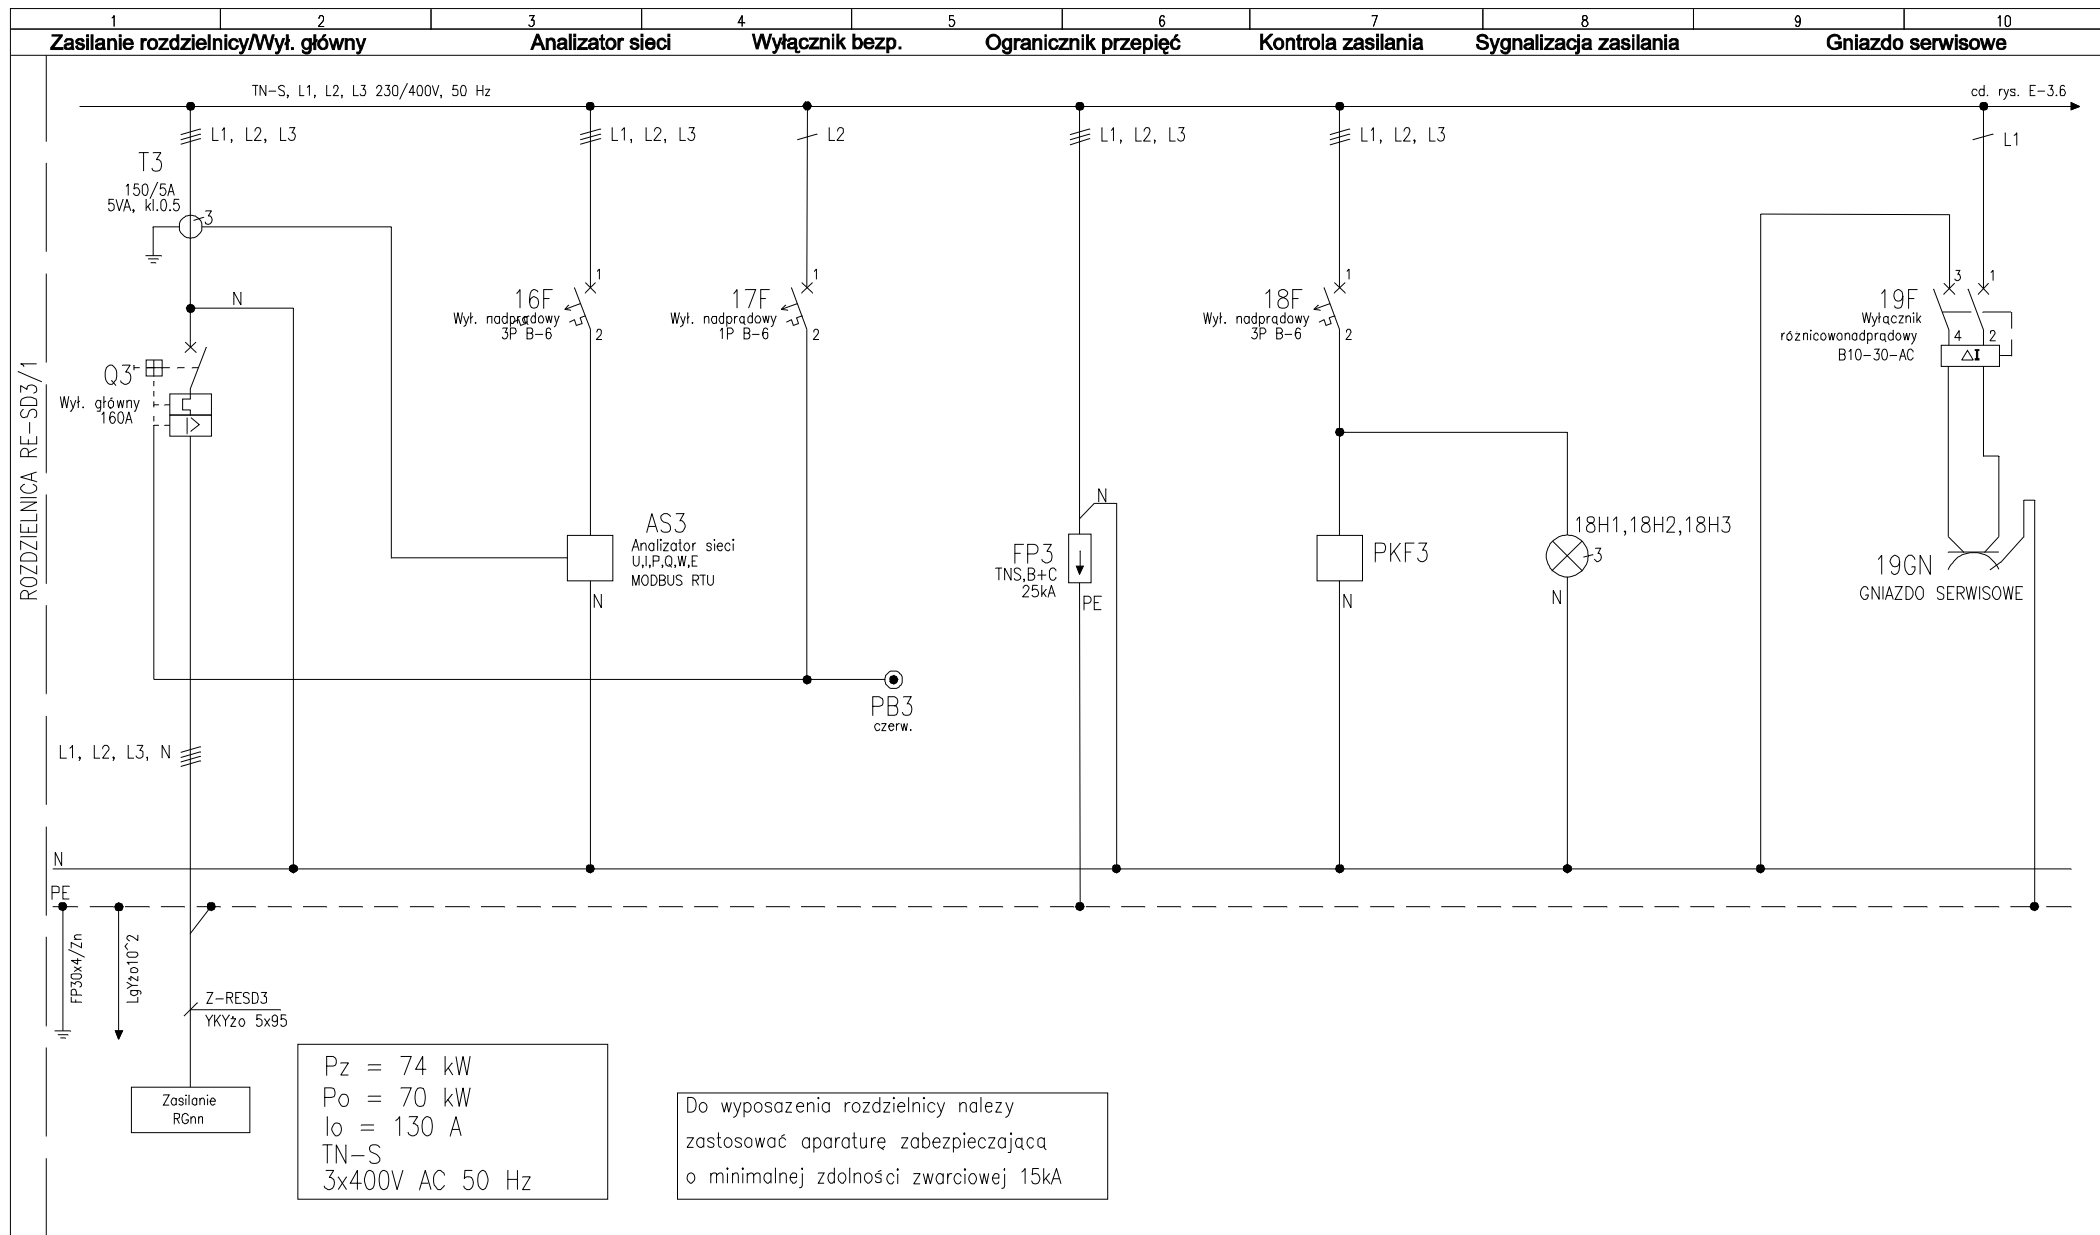 1 2 3 4 5 6 7 8 9 10
Zasilanie rozdzielnicy/Wył. główny Analizator sieci Wyłącznik bezp. Ogranicznik przepięć Kontrola zasilania Sygnalizacja zasilania Gniazdo serwisowe
TN-S, L1, L2, L3 230/400V, 50 Hz
cd. rys. E-3.6
L1, L2, L3
L1, L2, L3
L2
L1, L2, L3
L1, L2, L3
L1
T3
150/5A
5VA, kl.0.5
3
N
Q3
Wył. główny
160A
ROZDZIELNICA RE-SD3/1
1
16F
Wył. nadprądowy
3P B-6
2
1
17F
Wył. nadprądowy
1P B-6
2
1
18F
Wył. nadprądowy
3P B-6
2
3 1
19F
Wyłącznik
różnicowonadprądowy
B10-30-AC
4 2
ΔI
AS3
Analizator sieci
U,I,P,Q,W,E
MODBUS RTU
N
N
FP3
TNS,B+C
25kA
PE
PKF3
N
18H1,18H2,18H3
3
N
19GN
GNIAZDO SERWISOWE
PB3
czerw.
L1, L2, L3, N
N
PE
FP30x4/Zn
LgYżo10^2
Z-RESD3
YKYżo 5x95
Zasilanie
RGnn
Pz = 74 kW
Po = 70 kW
Io = 130 A
TN-S
3x400V AC 50 Hz
Do wyposazenia rozdzielnicy nalezy
zastosować aparaturę zabezpieczającą
o minimalnej zdolności zwarciowej 15kA